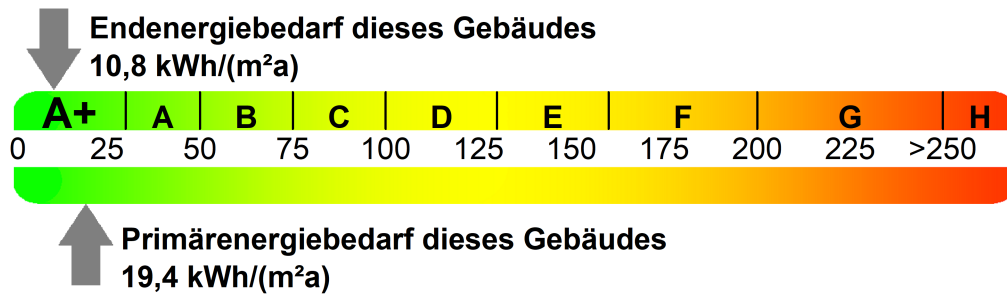 Endenergiebedarf dieses Gebäudes
10,8 kWh/(m²a)
A+ A B C D E F G H
0 25 50 75 100 125 150 175 200 225 >250
Primärenergiebedarf dieses Gebäudes
19,4 kWh/(m²a)